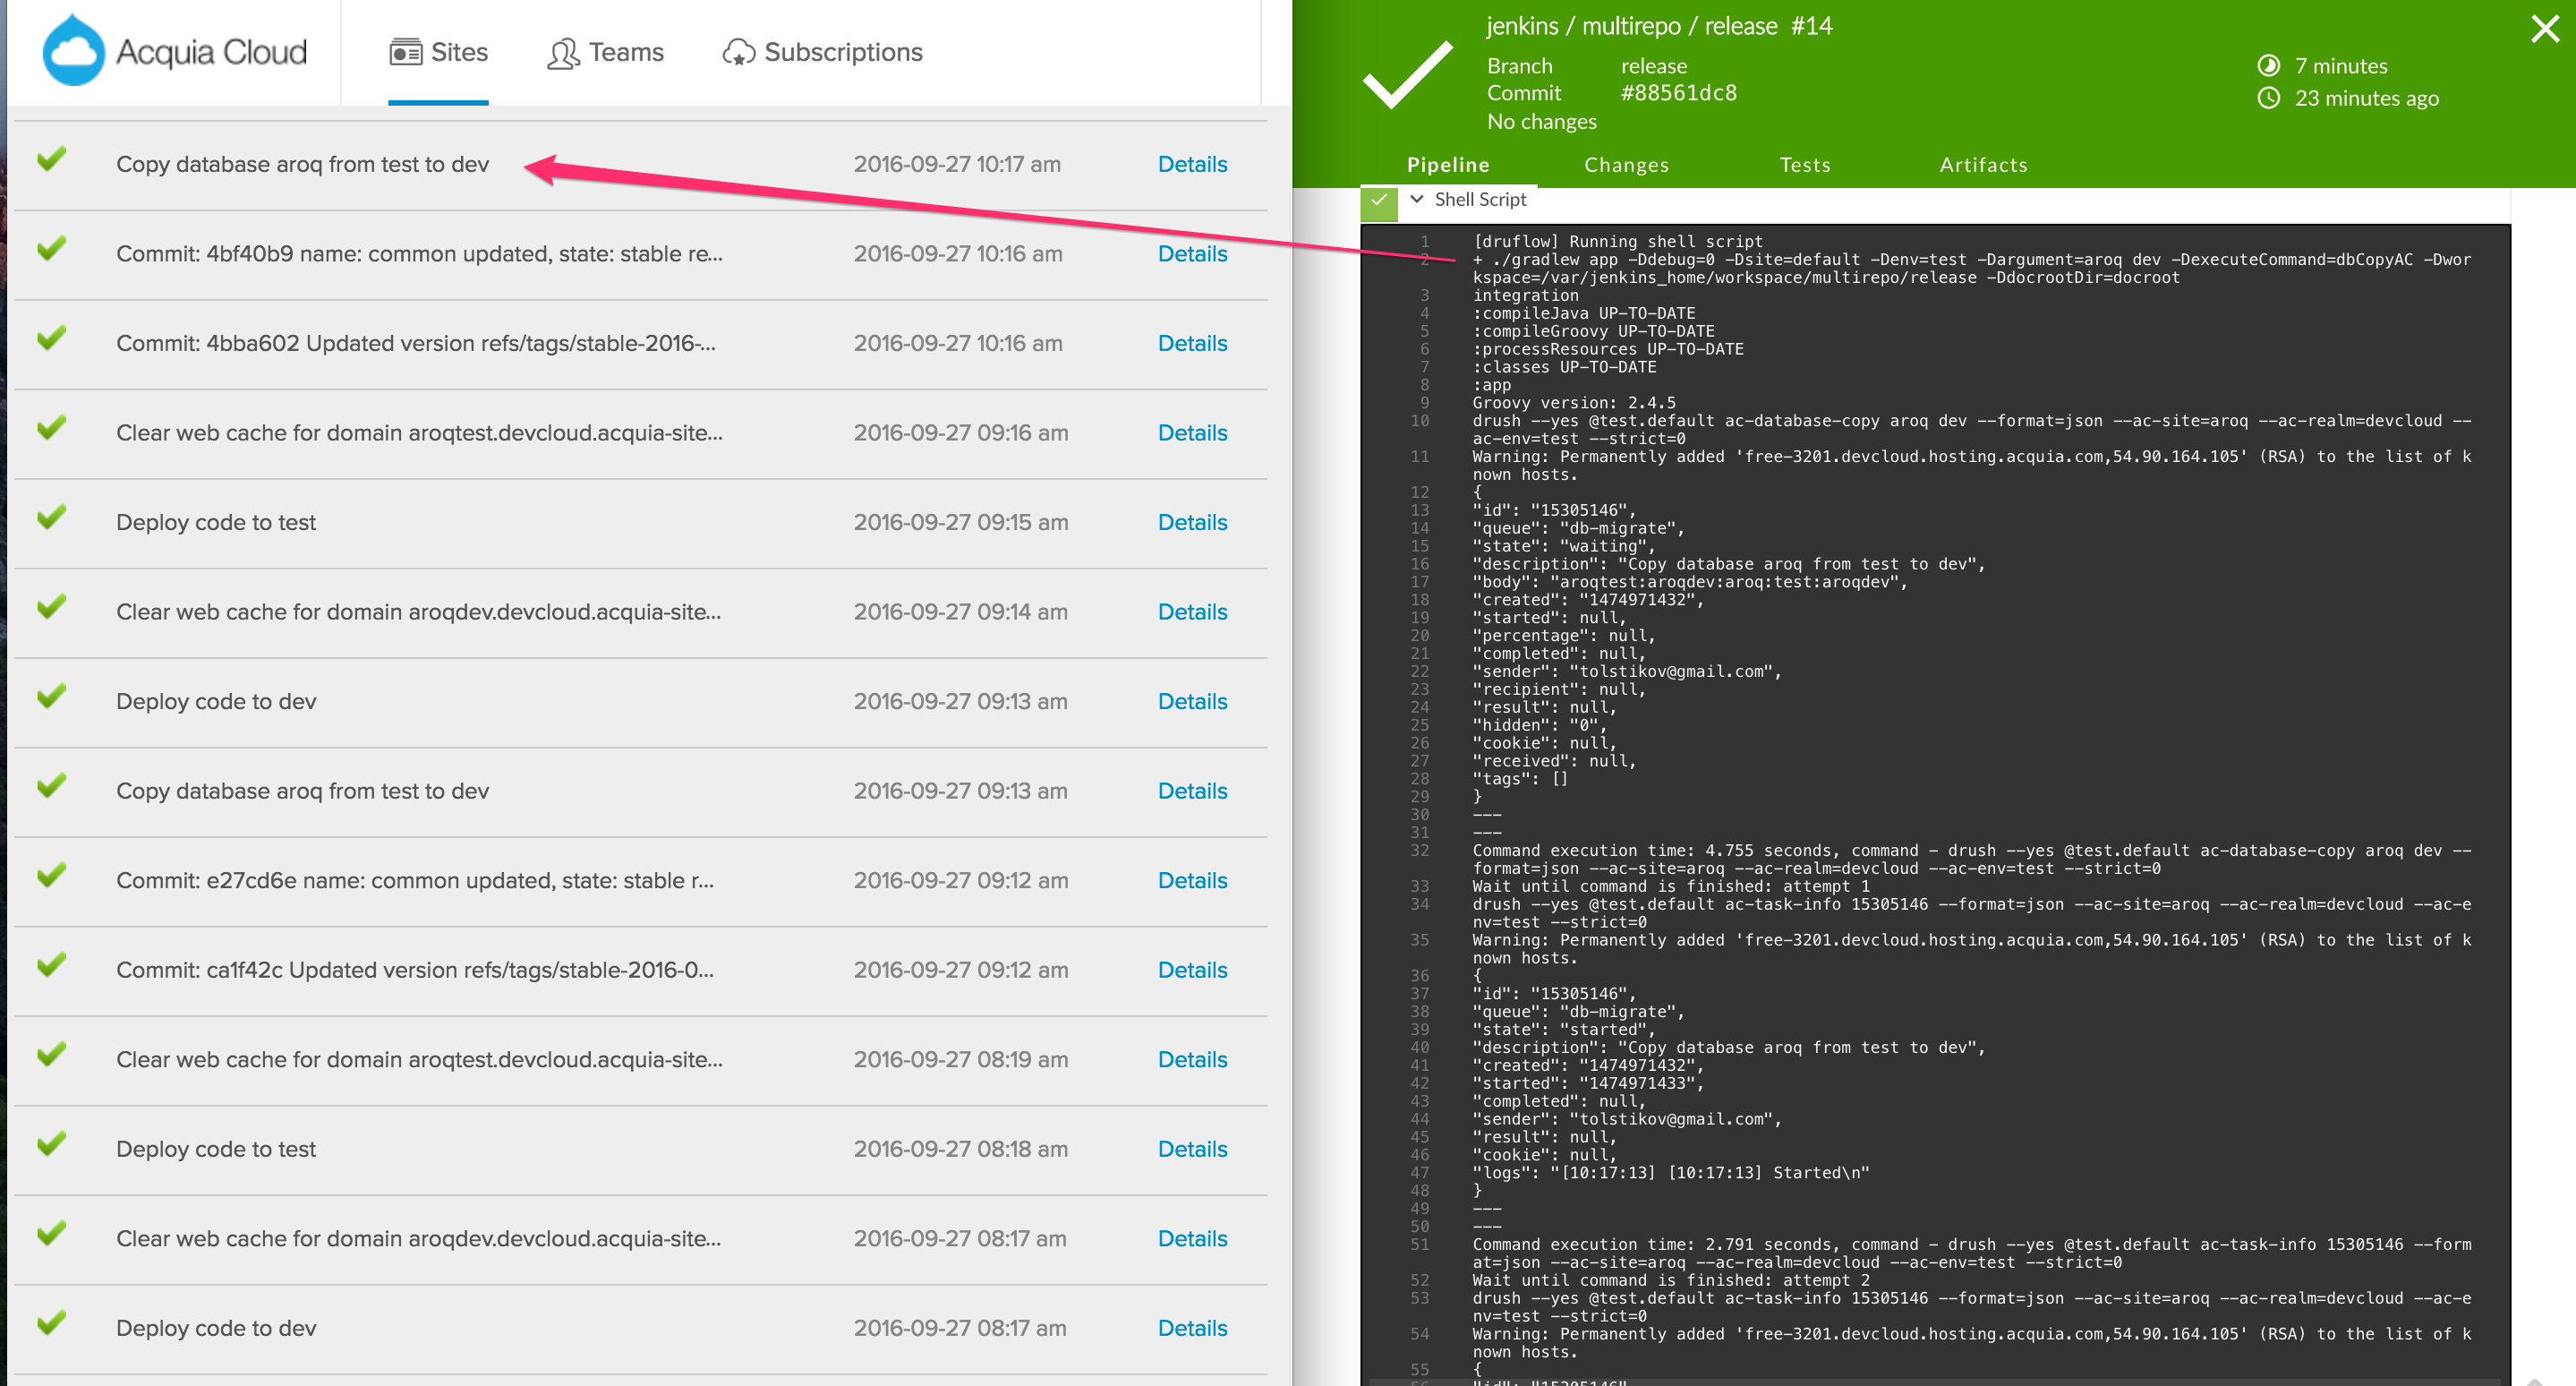 Acquia Cloud
Sites
Teams
Subscriptions
Copy database aroq from test to dev 2016-09-27 10:17 am Details
Commit: 4bf40b9 name: common updated, state: stable re... 2016-09-27 10:16 am Details
Commit: 4bba602 Updated version refs/tags/stable-2016-... 2016-09-27 10:16 am Details
Clear web cache for domain aroqtest.devcloud.acquia-site... 2016-09-27 09:16 am Details
Deploy code to test 2016-09-27 09:15 am Details
Clear web cache for domain aroqdev.devcloud.acquia-site... 2016-09-27 09:14 am Details
Deploy code to dev 2016-09-27 09:13 am Details
Copy database aroq from test to dev 2016-09-27 09:13 am Details
Commit: e27cd6e name: common updated, state: stable r... 2016-09-27 09:12 am Details
Commit: ca1f42c Updated version refs/tags/stable-2016-0... 2016-09-27 09:12 am Details
Clear web cache for domain aroqtest.devcloud.acquia-site... 2016-09-27 08:19 am Details
Deploy code to test 2016-09-27 08:18 am Details
Clear web cache for domain aroqdev.devcloud.acquia-site... 2016-09-27 08:17 am Details
Deploy code to dev 2016-09-27 08:17 am Details
jenkins / multirepo / release #14
Branch release
Commit #88561dc8
No changes
7 minutes
23 minutes ago
Pipeline Changes Tests Artifacts
Shell Script
1 [druflow] Running shell script
2 + ./gradlew app -Ddebug=0 -Dsite=default -Denv=test -Dargument=aroq dev -DexecuteCommand=dbCopyAC -Dwor
kspace=/var/jenkins_home/workspace/multirepo/release -DdocrootDir=docroot
3 integration
4 :compileJava UP-TO-DATE
5 :compileGroovy UP-TO-DATE
6 :processResources UP-TO-DATE
7 :classes UP-TO-DATE
8 :app
9 Groovy version: 2.4.5
10 drush --yes @test.default ac-database-copy aroq dev --format=json --ac-site=aroq --ac-realm=devcloud --
ac-env=test --strict=0
11 Warning: Permanently added 'free-3201.devcloud.hosting.acquia.com,54.90.164.105' (RSA) to the list of k
nown hosts.
12 {
13 "id": "15305146",
14 "queue": "db-migrate",
15 "state": "waiting",
16 "description": "Copy database aroq from test to dev",
17 "body": "aroqtest:aroqdev:aroq:test:aroqdev",
18 "created": "1474971432",
19 "started": null,
20 "percentage": null,
21 "completed": null,
22 "sender": "tolstikov@gmail.com",
23 "recipient": null,
24 "result": null,
25 "hidden": "0",
26 "cookie": null,
27 "received": null,
28 "tags": []
29 }
30 ---
31 ---
32 Command execution time: 4.755 seconds, command - drush --yes @test.default ac-database-copy aroq dev --
format=json --ac-site=aroq --ac-realm=devcloud --ac-env=test --strict=0
33 Wait until command is finished: attempt 1
34 drush --yes @test.default ac-task-info 15305146 --format=json --ac-site=aroq --ac-realm=devcloud --ac-e
nv=test --strict=0
35 Warning: Permanently added 'free-3201.devcloud.hosting.acquia.com,54.90.164.105' (RSA) to the list of k
nown hosts.
36 {
37 "id": "15305146",
38 "queue": "db-migrate",
39 "state": "started",
40 "description": "Copy database aroq from test to dev",
41 "created": "1474971432",
42 "started": "1474971433",
43 "completed": null,
44 "sender": "tolstikov@gmail.com",
45 "result": null,
46 "cookie": null,
47 "logs": "[10:17:13] [10:17:13] Started\n"
48 }
49 ---
50 ---
51 Command execution time: 2.791 seconds, command - drush --yes @test.default ac-task-info 15305146 --form
at=json --ac-site=aroq --ac-realm=devcloud --ac-env=test --strict=0
52 Wait until command is finished: attempt 2
53 drush --yes @test.default ac-task-info 15305146 --format=json --ac-site=aroq --ac-realm=devcloud --ac-e
nv=test --strict=0
54 Warning: Permanently added 'free-3201.devcloud.hosting.acquia.com,54.90.164.105' (RSA) to the list of k
nown hosts.
55 {